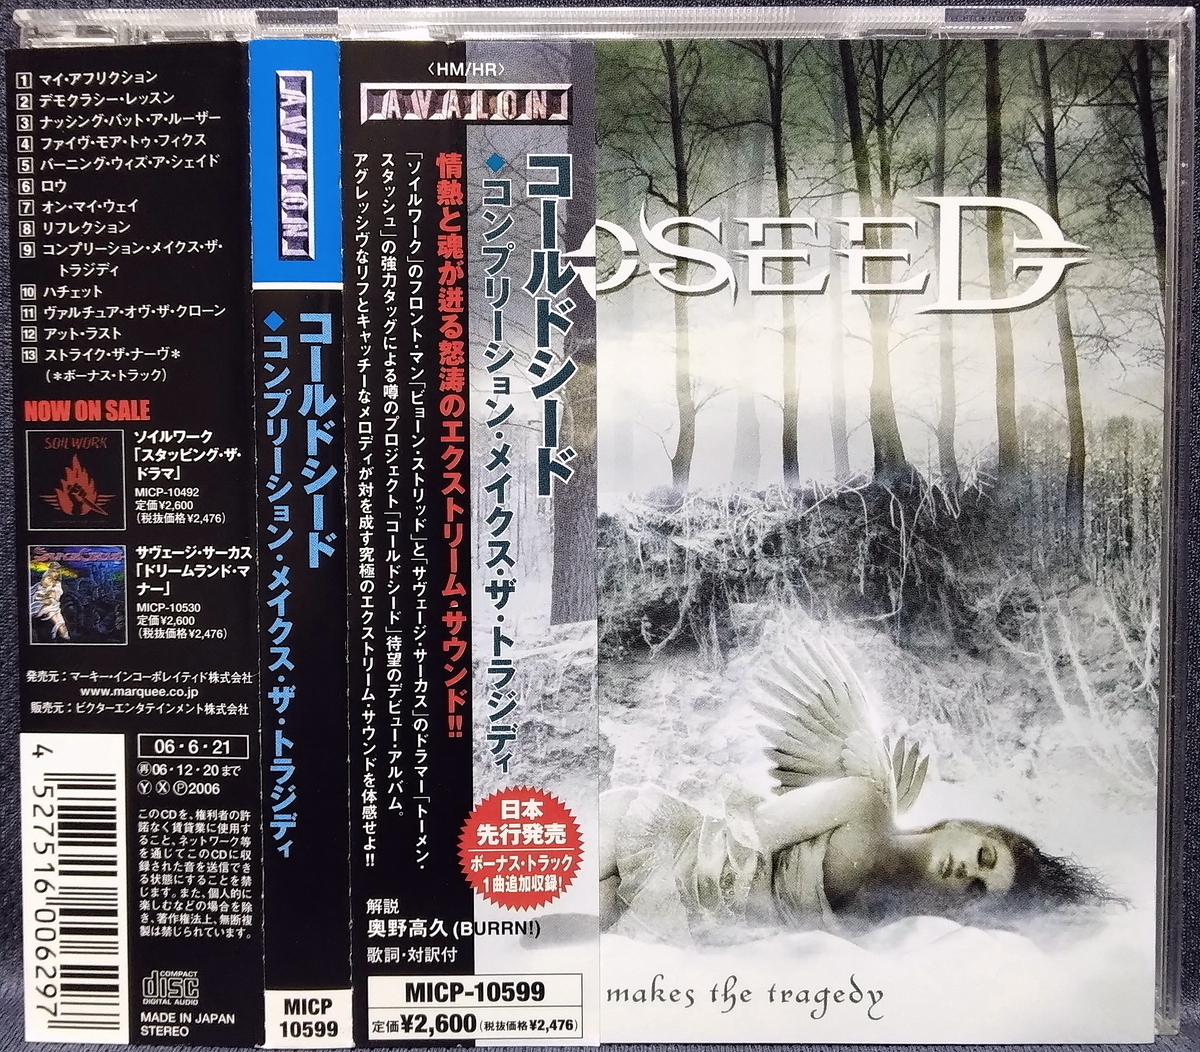 1 マイ・アフリクション
2 デモクラシー・レッスン
3 ナッシング・バット・ア・ルーザー
4 ファイヴ・モア・トゥ・フィクス
5 バーニング・ウィズ・ア・シェイド
6 ロウ
7 オン・マイ・ウェイ
8 リフレクション
9 コンプリーション・メイクス・ザ・
トラジディ
10 ハチェット
11 ヴァルチュア・オヴ・ザ・クローン
12 アット・ラスト
13 ストライク・ザ・ナーヴ*
(*ボーナス・トラック)
NOW ON SALE
SOILWORK
ソイルワーク
「スタッビング・ザ・
ドラマ」
MICP-10492
定価¥2,600
(税抜価格¥2,476)
サヴェージ・サーカス
「ドリームランド・マ
ナー」
MICP-10530
定価¥2,600
(税抜価格¥2,476)
発売元:マーキー・インコーポレイティド株式会社
www.marquee.co.jp
販売元:ビクターエンタテインメント株式会社
4 527516 006297
06・6・21
再06・12・20まで
Ⓨ Ⓧ Ⓟ2006
このCDを、権利者の許
諾なく賃貸業に使用す
ること、ネットワーク等
を通じてこのCDに収
録された音を送信でき
る状態にすることを禁
じます。また、個人的に
楽しむなどの場合を除
き、著作権法上、無断複
製は禁じられています。
COMPACT
disc
DIGITAL AUDIO
MADE IN JAPAN
STEREO
AVALON
コールドシード
◆コンプリーション・メイクス・ザ・トラジディ
MICP
10599
〈HM/HR〉
AVALON
コールドシード
◆コンプリーション・メイクス・ザ・トラジディ
情熱と魂が迸る怒涛のエクストリーム・サウンド!!
「ソイルワーク」のフロント・マン「ビョーン・ストリッド」と「サヴェージ・サーカス」のドラマー「トーメン・
スタッシュ」の強力タッグによる噂のプロジェクト「コールドシード」待望のデビュー・アルバム。
アグレッシヴなリフとキャッチーなメロディが対を成す究極のエクストリーム・サウンドを体感せよ!!
日本
先行発売
ボーナス・トラック
1曲追加収録!
解説
奥野高久 (BURRN!)
歌詞・対訳付
MICP-10599
定価¥2,600 (税抜価格¥2,476)
SEED
makes the tragedy